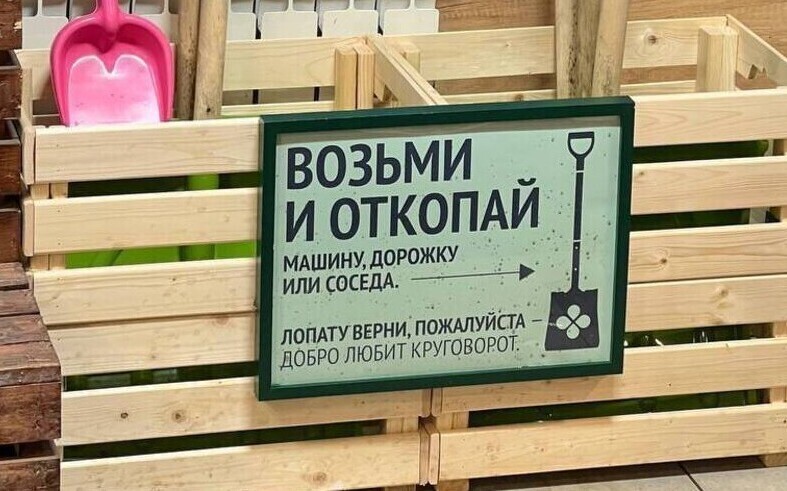 ВОЗЬМИ
И ОТКОПАЙ
МАШИНУ, ДОРОЖКУ
ИЛИ СОСЕДА.
ЛОПАТУ ВЕРНИ, ПОЖАЛУЙСТА –
ДОБРО ЛЮБИТ КРУГОВОРОТ.